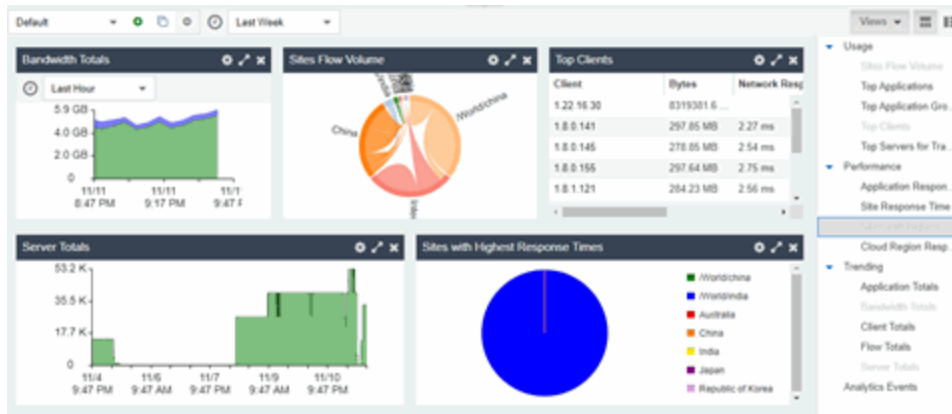 Default
Last Week
Views
Bandwidth Totals
Last Hour
5.9 GB
4.0 GB
2.0 GB
0
11/11 11/11 11/1
8:47 PM 9:17 PM 9:47 F
Sites Flow Volume
/World/china
China
India
Inter
Top Clients
Client Bytes Network Resp
1.22.16.30 8319381.6 ...
1.8.0.141 297.85 MB 2.27 ms
1.8.0.145 278.85 MB 2.54 ms
1.8.0.155 297.64 MB 2.75 ms
1.8.1.121 284.23 MB 2.56 ms
Server Totals
53.2 K
35.5 K
17.7 K
0
11/4 11/6 11/7 11/9 11/10
9:47 PM 9:47 AM 9:47 PM 9:47 AM 9:47 PM
Sites with Highest Response Times
/World/china
/World/india
Australia
China
India
Japan
Republic of Korea
Usage
Sites Flow Volume
Top Applications
Top Application Gro...
Top Clients
Top Servers for Tra...
Performance
Application Respon...
Site Response Time
Sites with Highest
Cloud Region Resp...
Trending
Application Totals
Bandwidth Totals
Client Totals
Flow Totals
Server Totals
Analytics Events